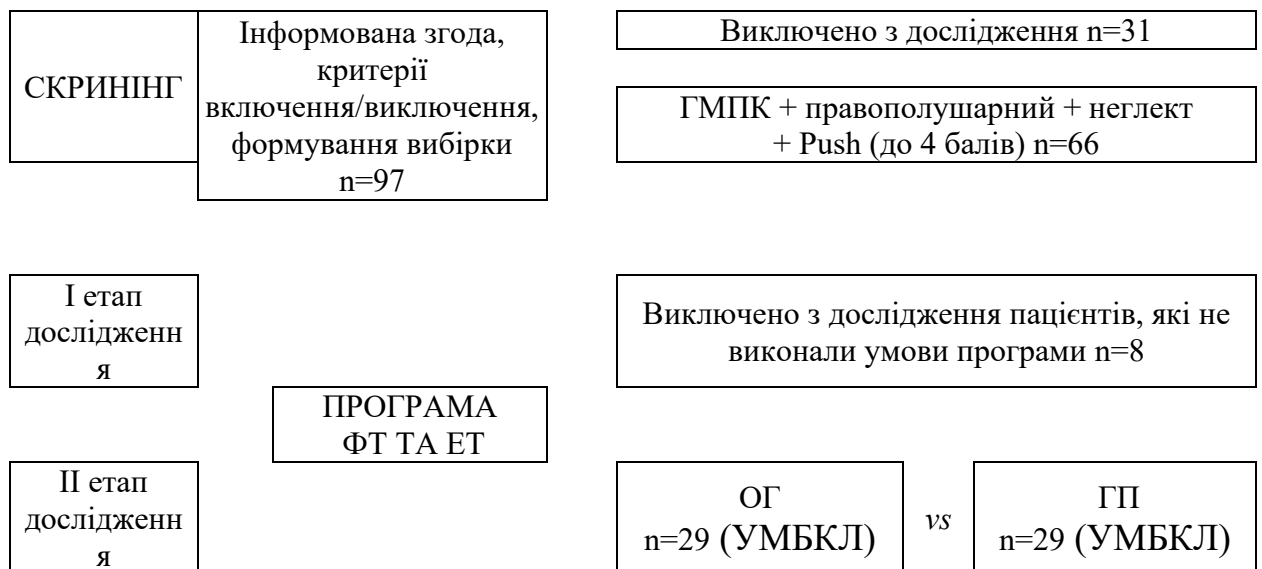 СКРИНІНГ
Інформована згода,
критерії
включення/виключення,
формування вибірки
n=97
Виключено з дослідження n=31
ГМПК + правополушарний + неглект
+ Push (до 4 балів) n=66
І етап
дослідженн
я
Виключено з дослідження пацієнтів, які не
виконали умови програми n=8
ПРОГРАМА
ФТ ТА ЕТ
ІІ етап
дослідженн
я
ОГ
n=29 (УМБКЛ)
vs
ГП
n=29 (УМБКЛ)